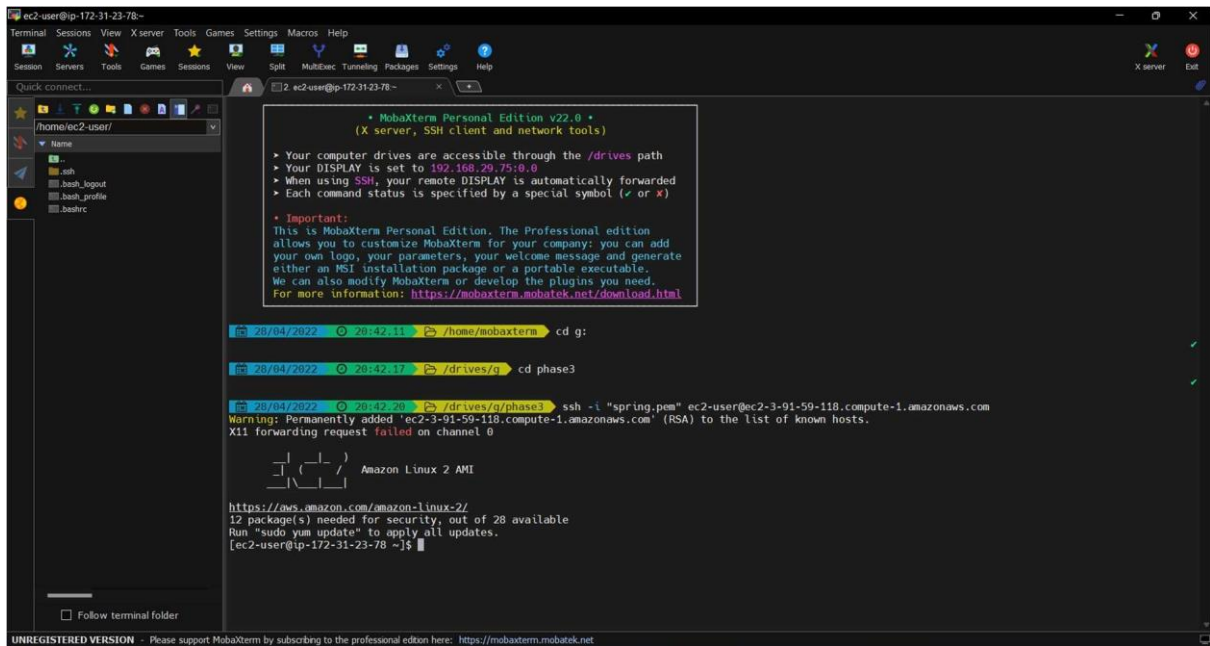 ec2-user@ip-172-31-23-78:~
Terminal Sessions View X server Tools Games Settings Macros Help
Session Servers Tools Games Sessions View Split MultiExec Tunneling Packages Settings Help X server Exit
Quick connect...
2. ec2-user@ip-172-31-23-78:~
/home/ec2-user/
Name
..
.ssh
.bash_logout
.bash_profile
.bashrc
• MobaXterm Personal Edition v22.0 •
(X server, SSH client and network tools)
➤ Your computer drives are accessible through the /drives path
➤ Your DISPLAY is set to 192.168.29.75:0.0
➤ When using SSH, your remote DISPLAY is automatically forwarded
➤ Each command status is specified by a special symbol (✔ or ✘)
• Important:
This is MobaXterm Personal Edition. The Professional edition
allows you to customize MobaXterm for your company: you can add
your own logo, your parameters, your welcome message and generate
either an MSI installation package or a portable executable.
We can also modify MobaXterm or develop the plugins you need.
For more information: https://mobaxterm.mobatek.net/download.html
28/04/2022 20:42.11 /home/mobaxterm cd g:
28/04/2022 20:42.17 /drives/g cd phase3
28/04/2022 20:42.20 /drives/g/phase3 ssh -i "spring.pem" ec2-user@ec2-3-91-59-118.compute-1.amazonaws.com
Warning: Permanently added 'ec2-3-91-59-118.compute-1.amazonaws.com' (RSA) to the list of known hosts.
X11 forwarding request failed on channel 0
__| __|_ )
_| ( / Amazon Linux 2 AMI
___|\___|___|
https://aws.amazon.com/amazon-linux-2/
12 package(s) needed for security, out of 28 available
Run "sudo yum update" to apply all updates.
[ec2-user@ip-172-31-23-78 ~]$
Follow terminal folder
UNREGISTERED VERSION - Please support MobaXterm by subscribing to the professional edition here: https://mobaxterm.mobatek.net